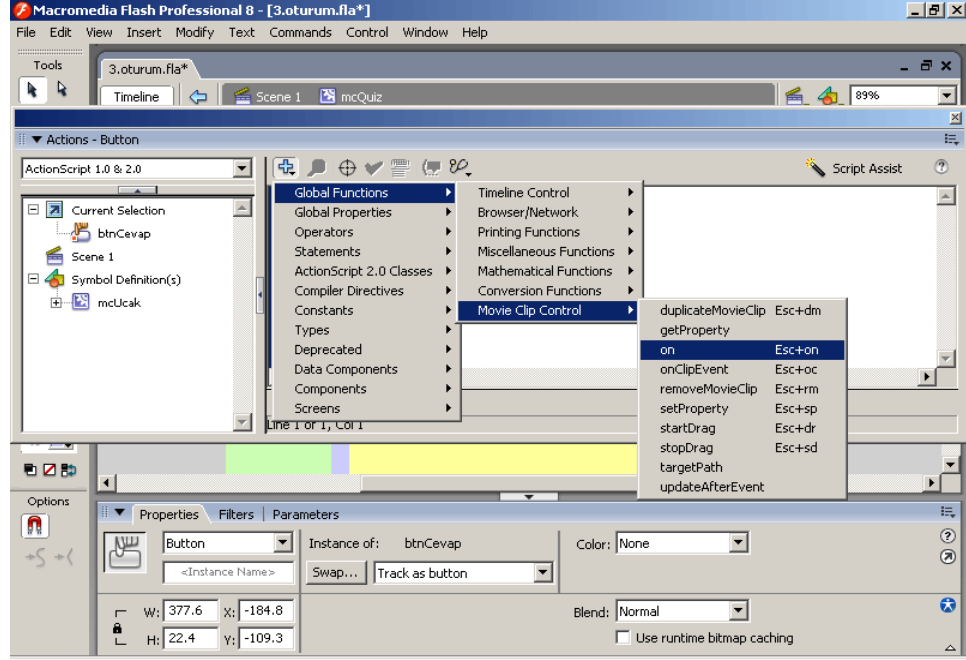 Macromedia Flash Professional 8 - [3.oturum.fla*]
File Edit View Insert Modify Text Commands Control Window Help
Tools
3.oturum.fla*
Timeline Scene 1 mcQuiz 89%
Actions - Button
ActionScript 1.0 & 2.0 Script Assist
Current Selection
btnCevap
Scene 1
Symbol Definition(s)
mcUcak
Global Functions
Global Properties
Operators
Statements
ActionScript 2.0 Classes
Compiler Directives
Constants
Types
Deprecated
Data Components
Components
Screens
Timeline Control
Browser/Network
Printing Functions
Miscellaneous Functions
Mathematical Functions
Conversion Functions
Movie Clip Control
duplicateMovieClip Esc+dm
getProperty
on Esc+on
onClipEvent Esc+oc
removeMovieClip Esc+rm
setProperty Esc+sp
startDrag Esc+dr
stopDrag Esc+sd
targetPath
updateAfterEvent
Line 1 of 1, Col 1
Options
Properties Filters Parameters
Button Instance of: btnCevap Color: None
<Instance Name> Swap... Track as button
W: 377.6 X: -184.8 Blend: Normal
H: 22.4 Y: -109.3 Use runtime bitmap caching